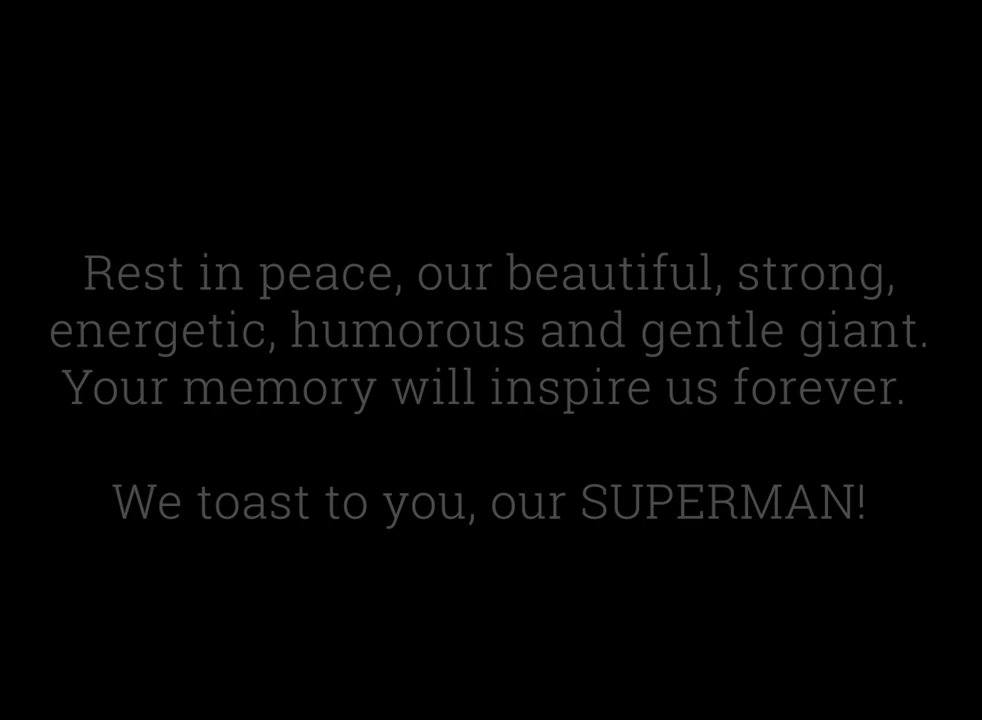 Rest in peace, our beautiful, strong,
energetic, humorous and gentle giant.
Your memory will inspire us forever.
We toast to you, our SUPERMAN!